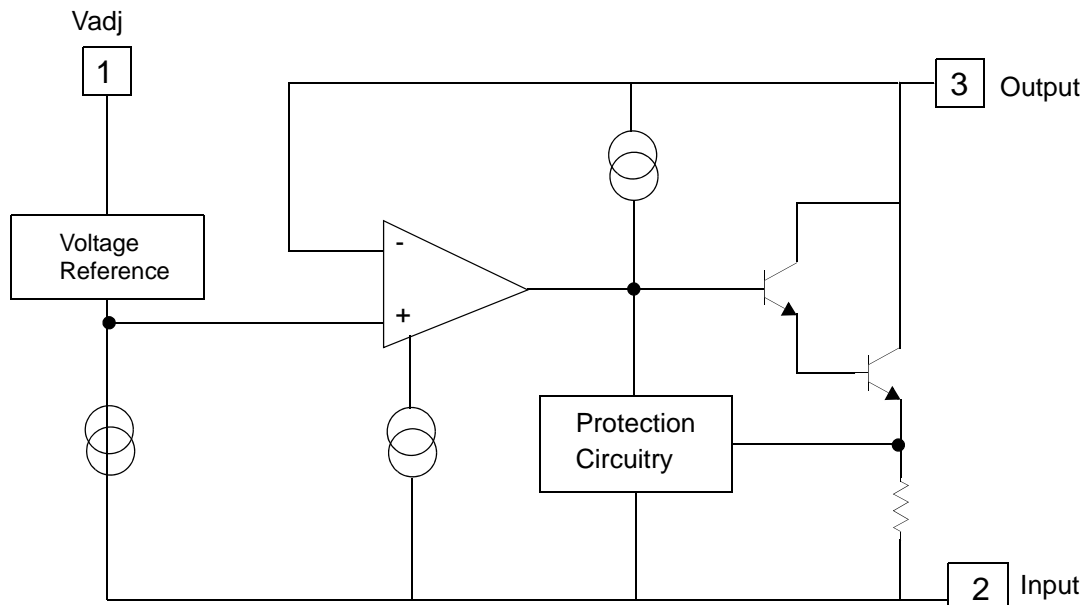 Vadj
1
3 Output
Voltage
Reference
-
+
Protection
Circuitry
2 Input